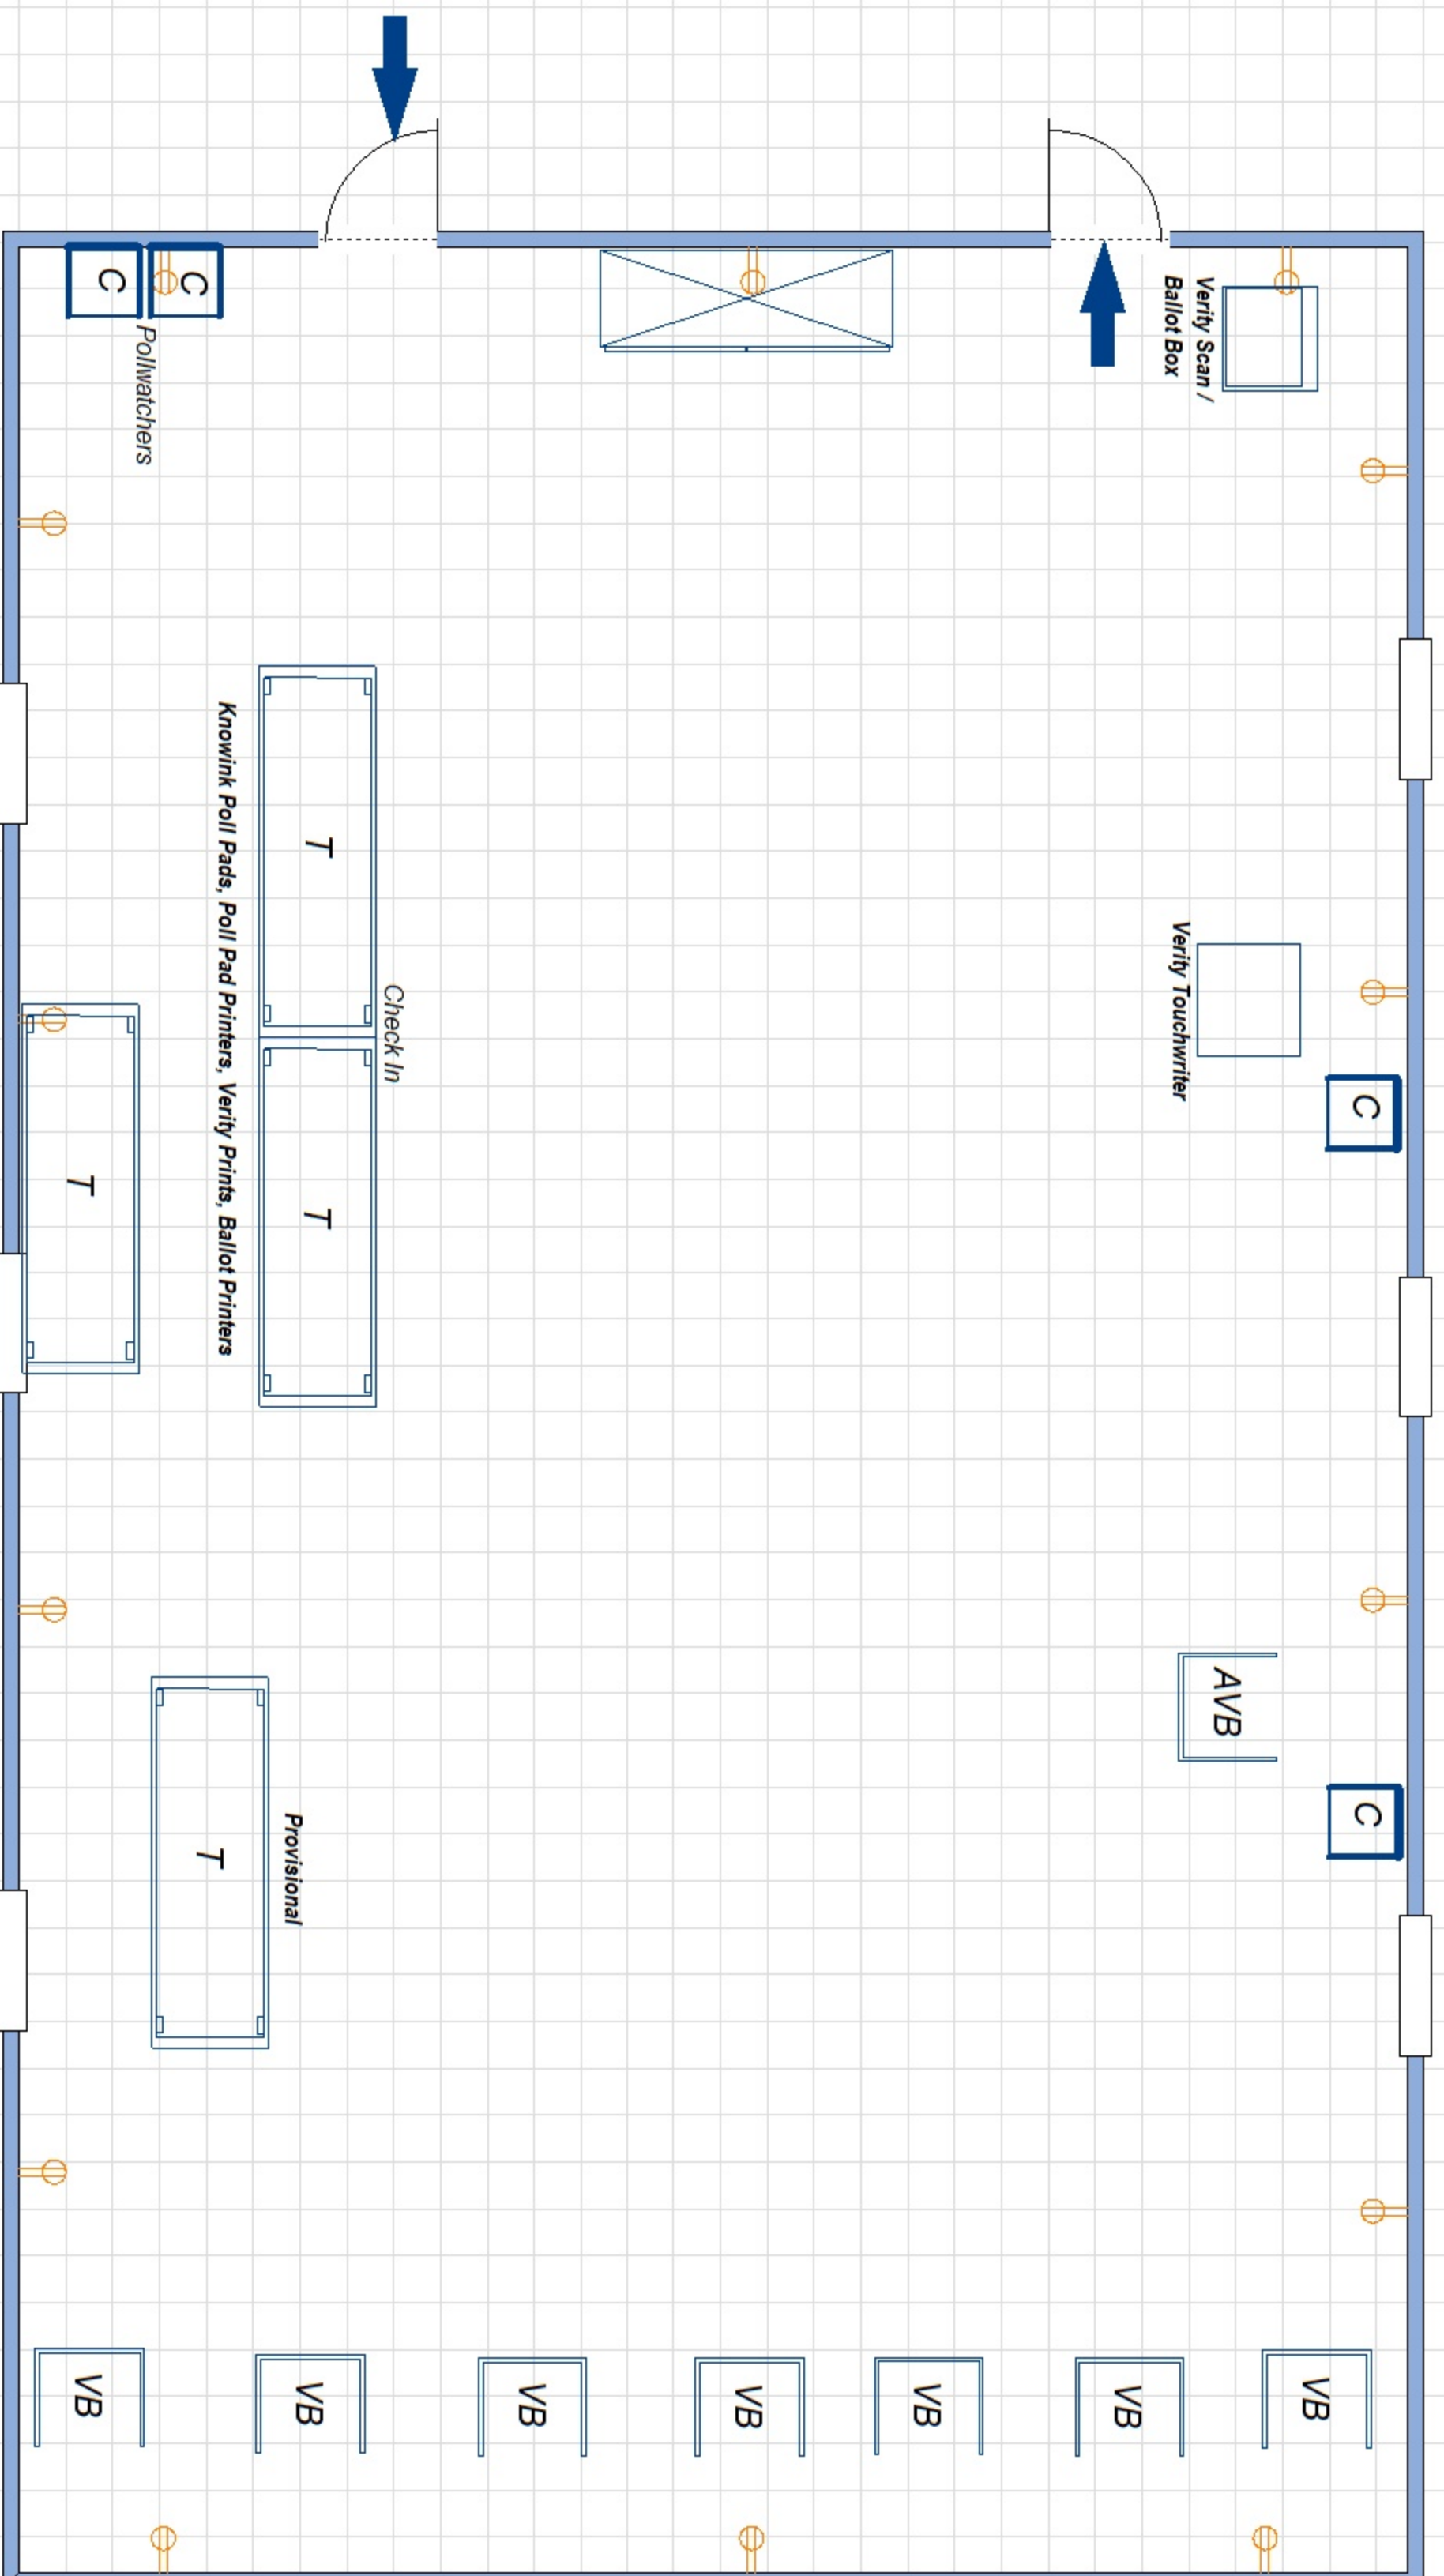 C
C
Pollwatchers
Verity Scan /
Ballot Box
T
Check In
Knowink Poll Pads, Poll Pad Printers, Verity Prints, Ballot Printers
T
T
Verity Touchwriter
C
AVB
C
T
Provisional
VB
VB
VB
VB
VB
VB
VB